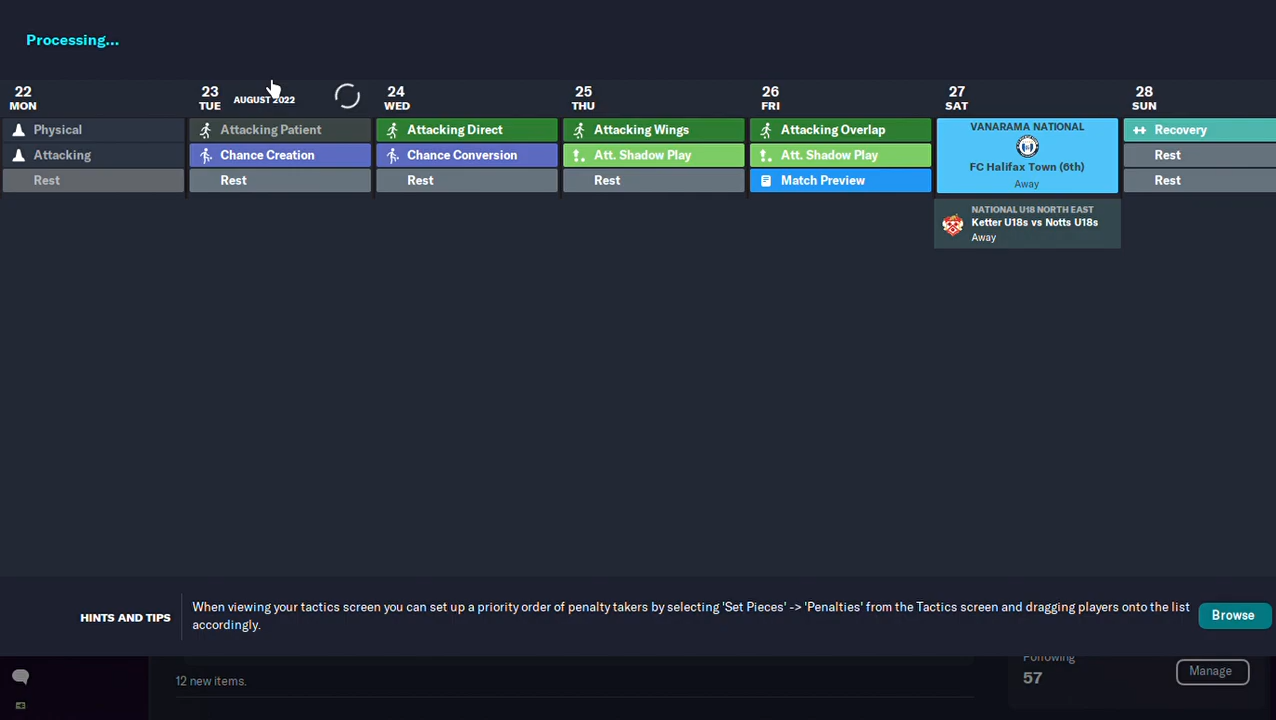 Processing...
22
MON
23
TUE
AUGUST 2022
24
WED
25
THU
26
FRI
27
SAT
28
SUN
Physical
Attacking
Rest
Attacking Patient
Chance Creation
Rest
Attacking Direct
Chance Conversion
Rest
Attacking Wings
Att. Shadow Play
Rest
Attacking Overlap
Att. Shadow Play
Match Preview
VANARAMA NATIONAL
FC Halifax Town (6th)
Away
NATIONAL U18 NORTH EAST
Ketter U18s vs Notts U18s
Away
Recovery
Rest
Rest
HINTS AND TIPS
When viewing your tactics screen you can set up a priority order of penalty takers by selecting 'Set Pieces' -> 'Penalties' from the Tactics screen and dragging players onto the list
accordingly.
Browse
12 new items.
Following
57
Manage